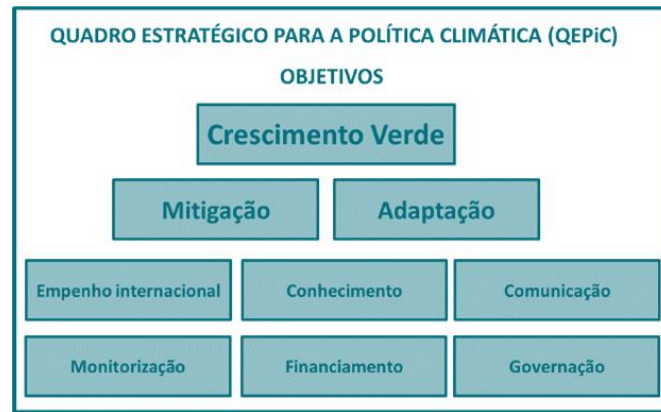 QUADRO ESTRATÉGICO PARA A POLÍTICA CLIMÁTICA (QEPiC)
OBJETIVOS
Crescimento Verde
Mitigação
Adaptação
Empenho internacional
Conhecimento
Comunicação
Monitorização
Financiamento
Governação